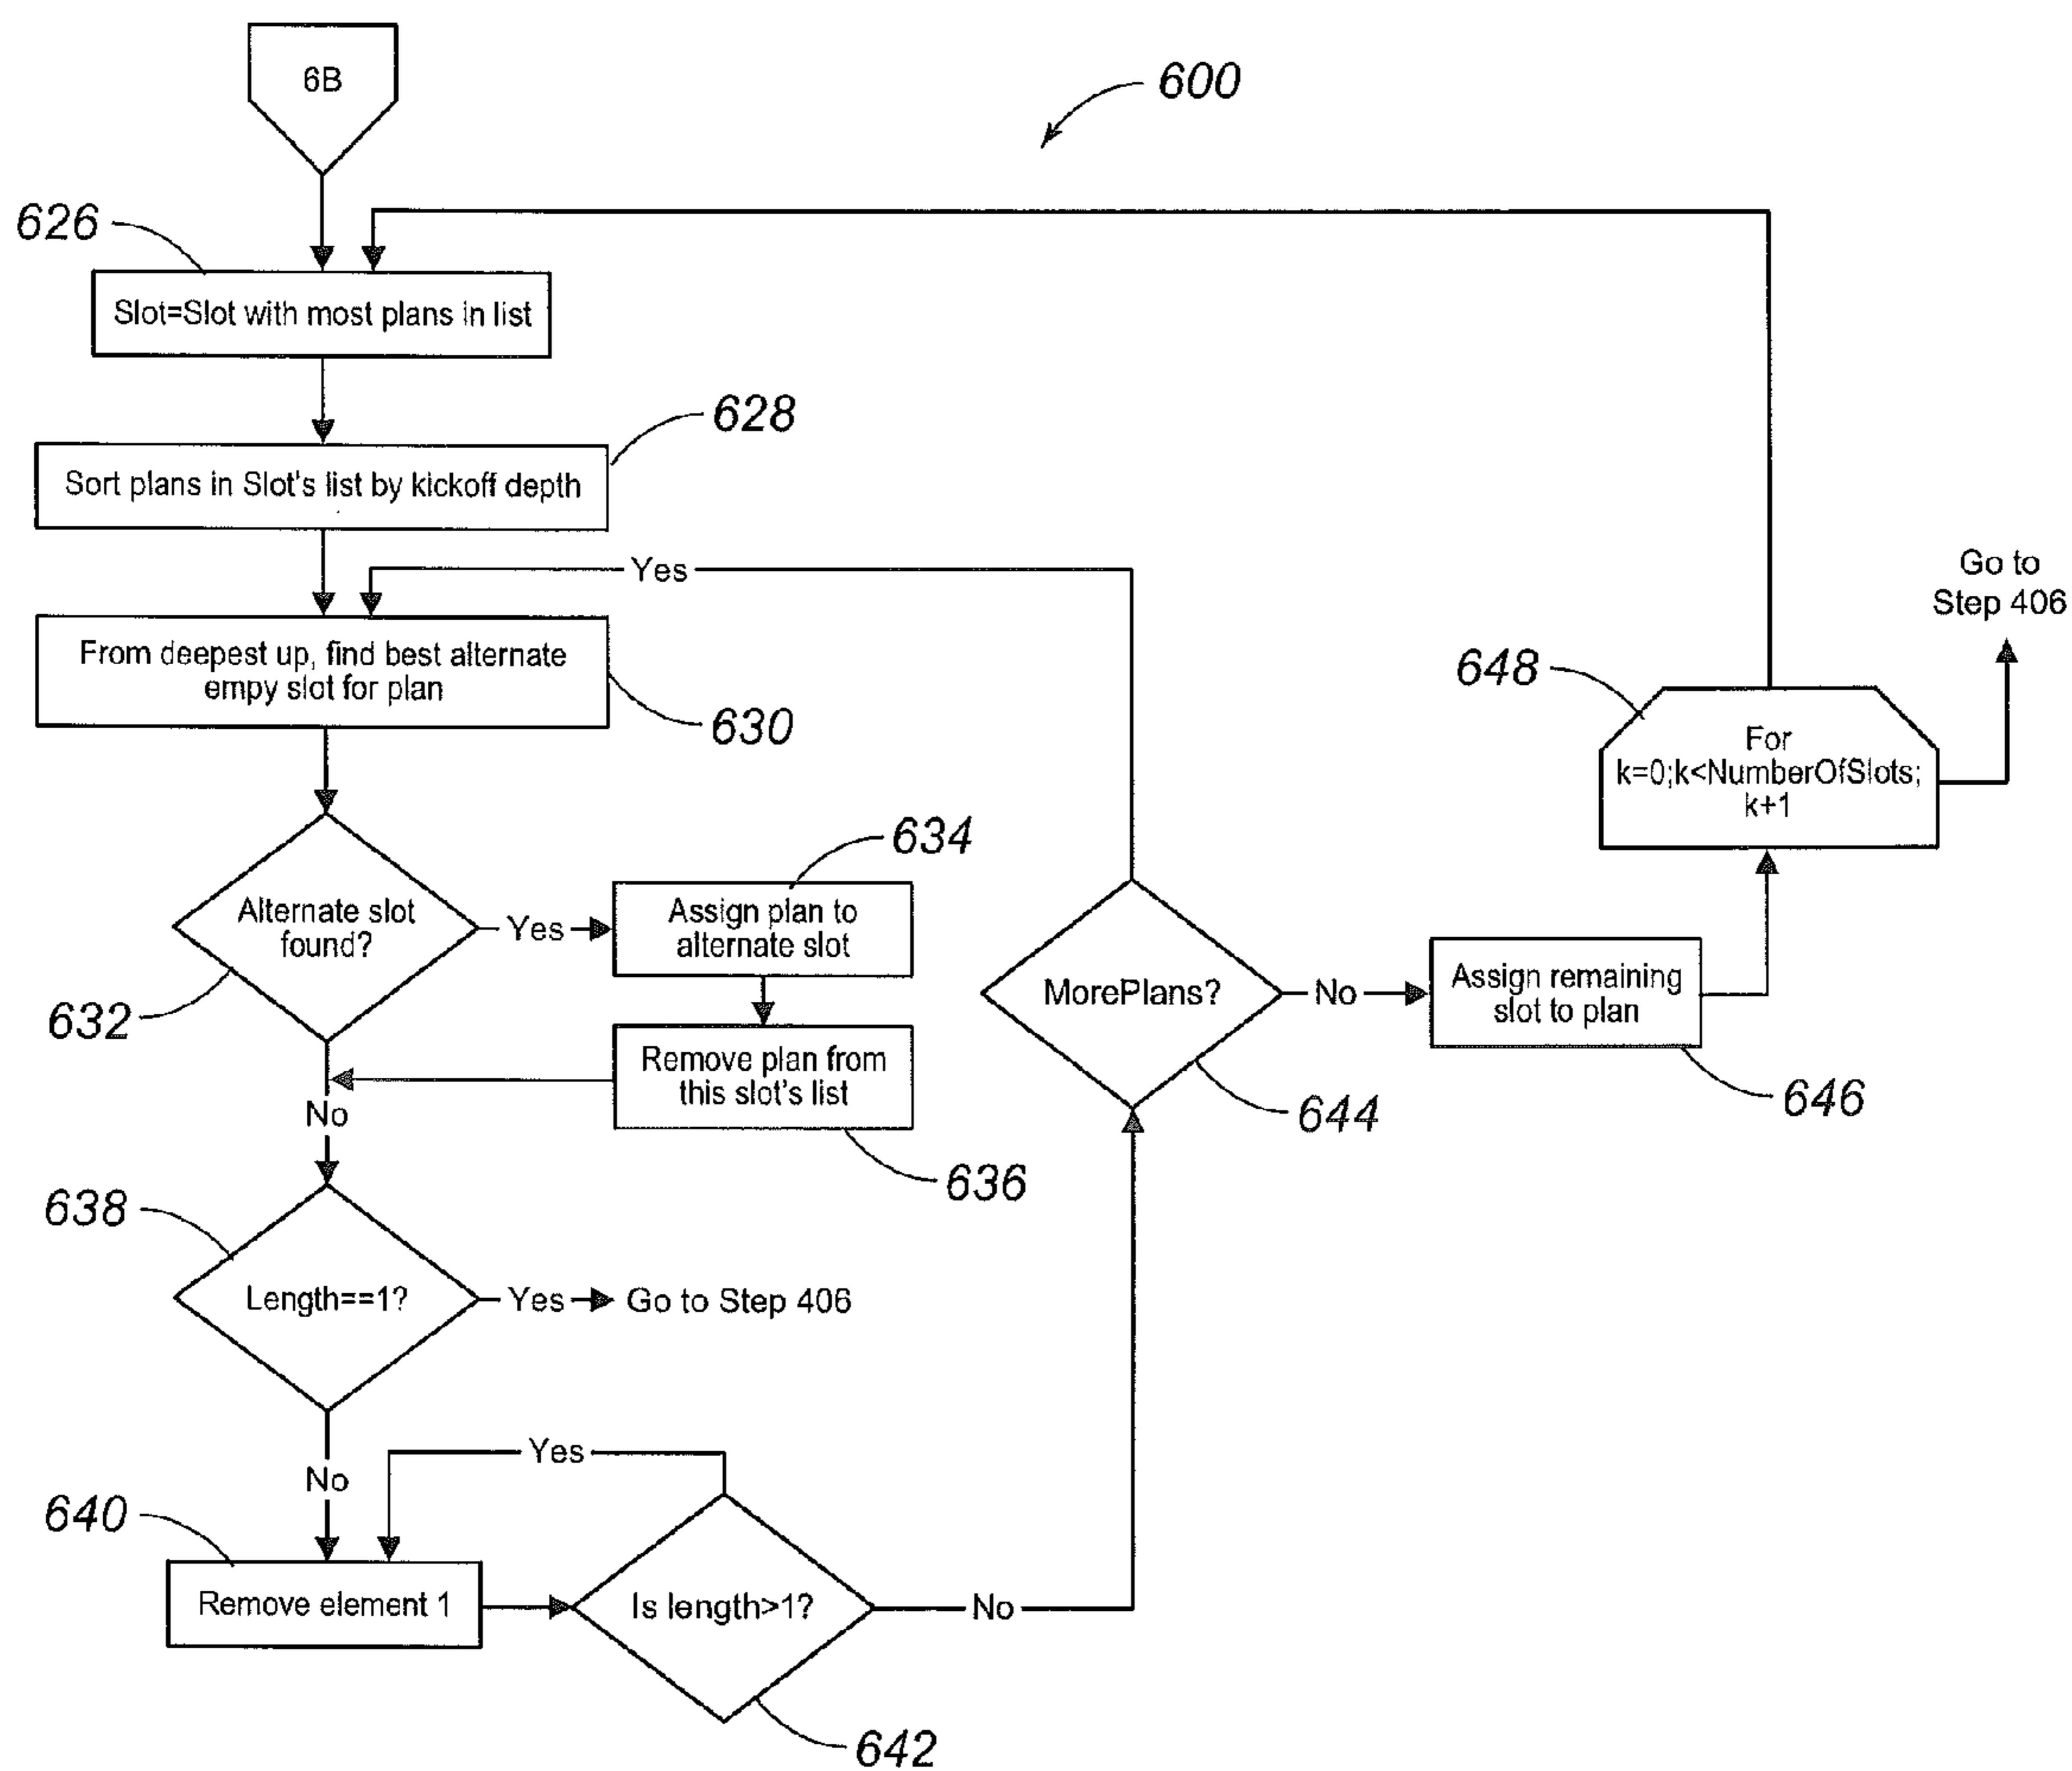 6B
600
626
Slot=Slot with most plans in list
628
Sort plans in Slot's list by kickoff depth
Yes
From deepest up, find best alternate
empy slot for plan
630
Go to
Step 406
648
For
k=0;k<NumberOfSlots;
k+1
634
Alternate slot
found?
Yes
Assign plan to
alternate slot
632
MorePlans?
No
Assign remaining
slot to plan
Remove plan from
this slot's list
No
644
646
636
638
Length==1?
Yes
Go to Step 406
Yes
No
640
Remove element 1
Is length>1?
No
642